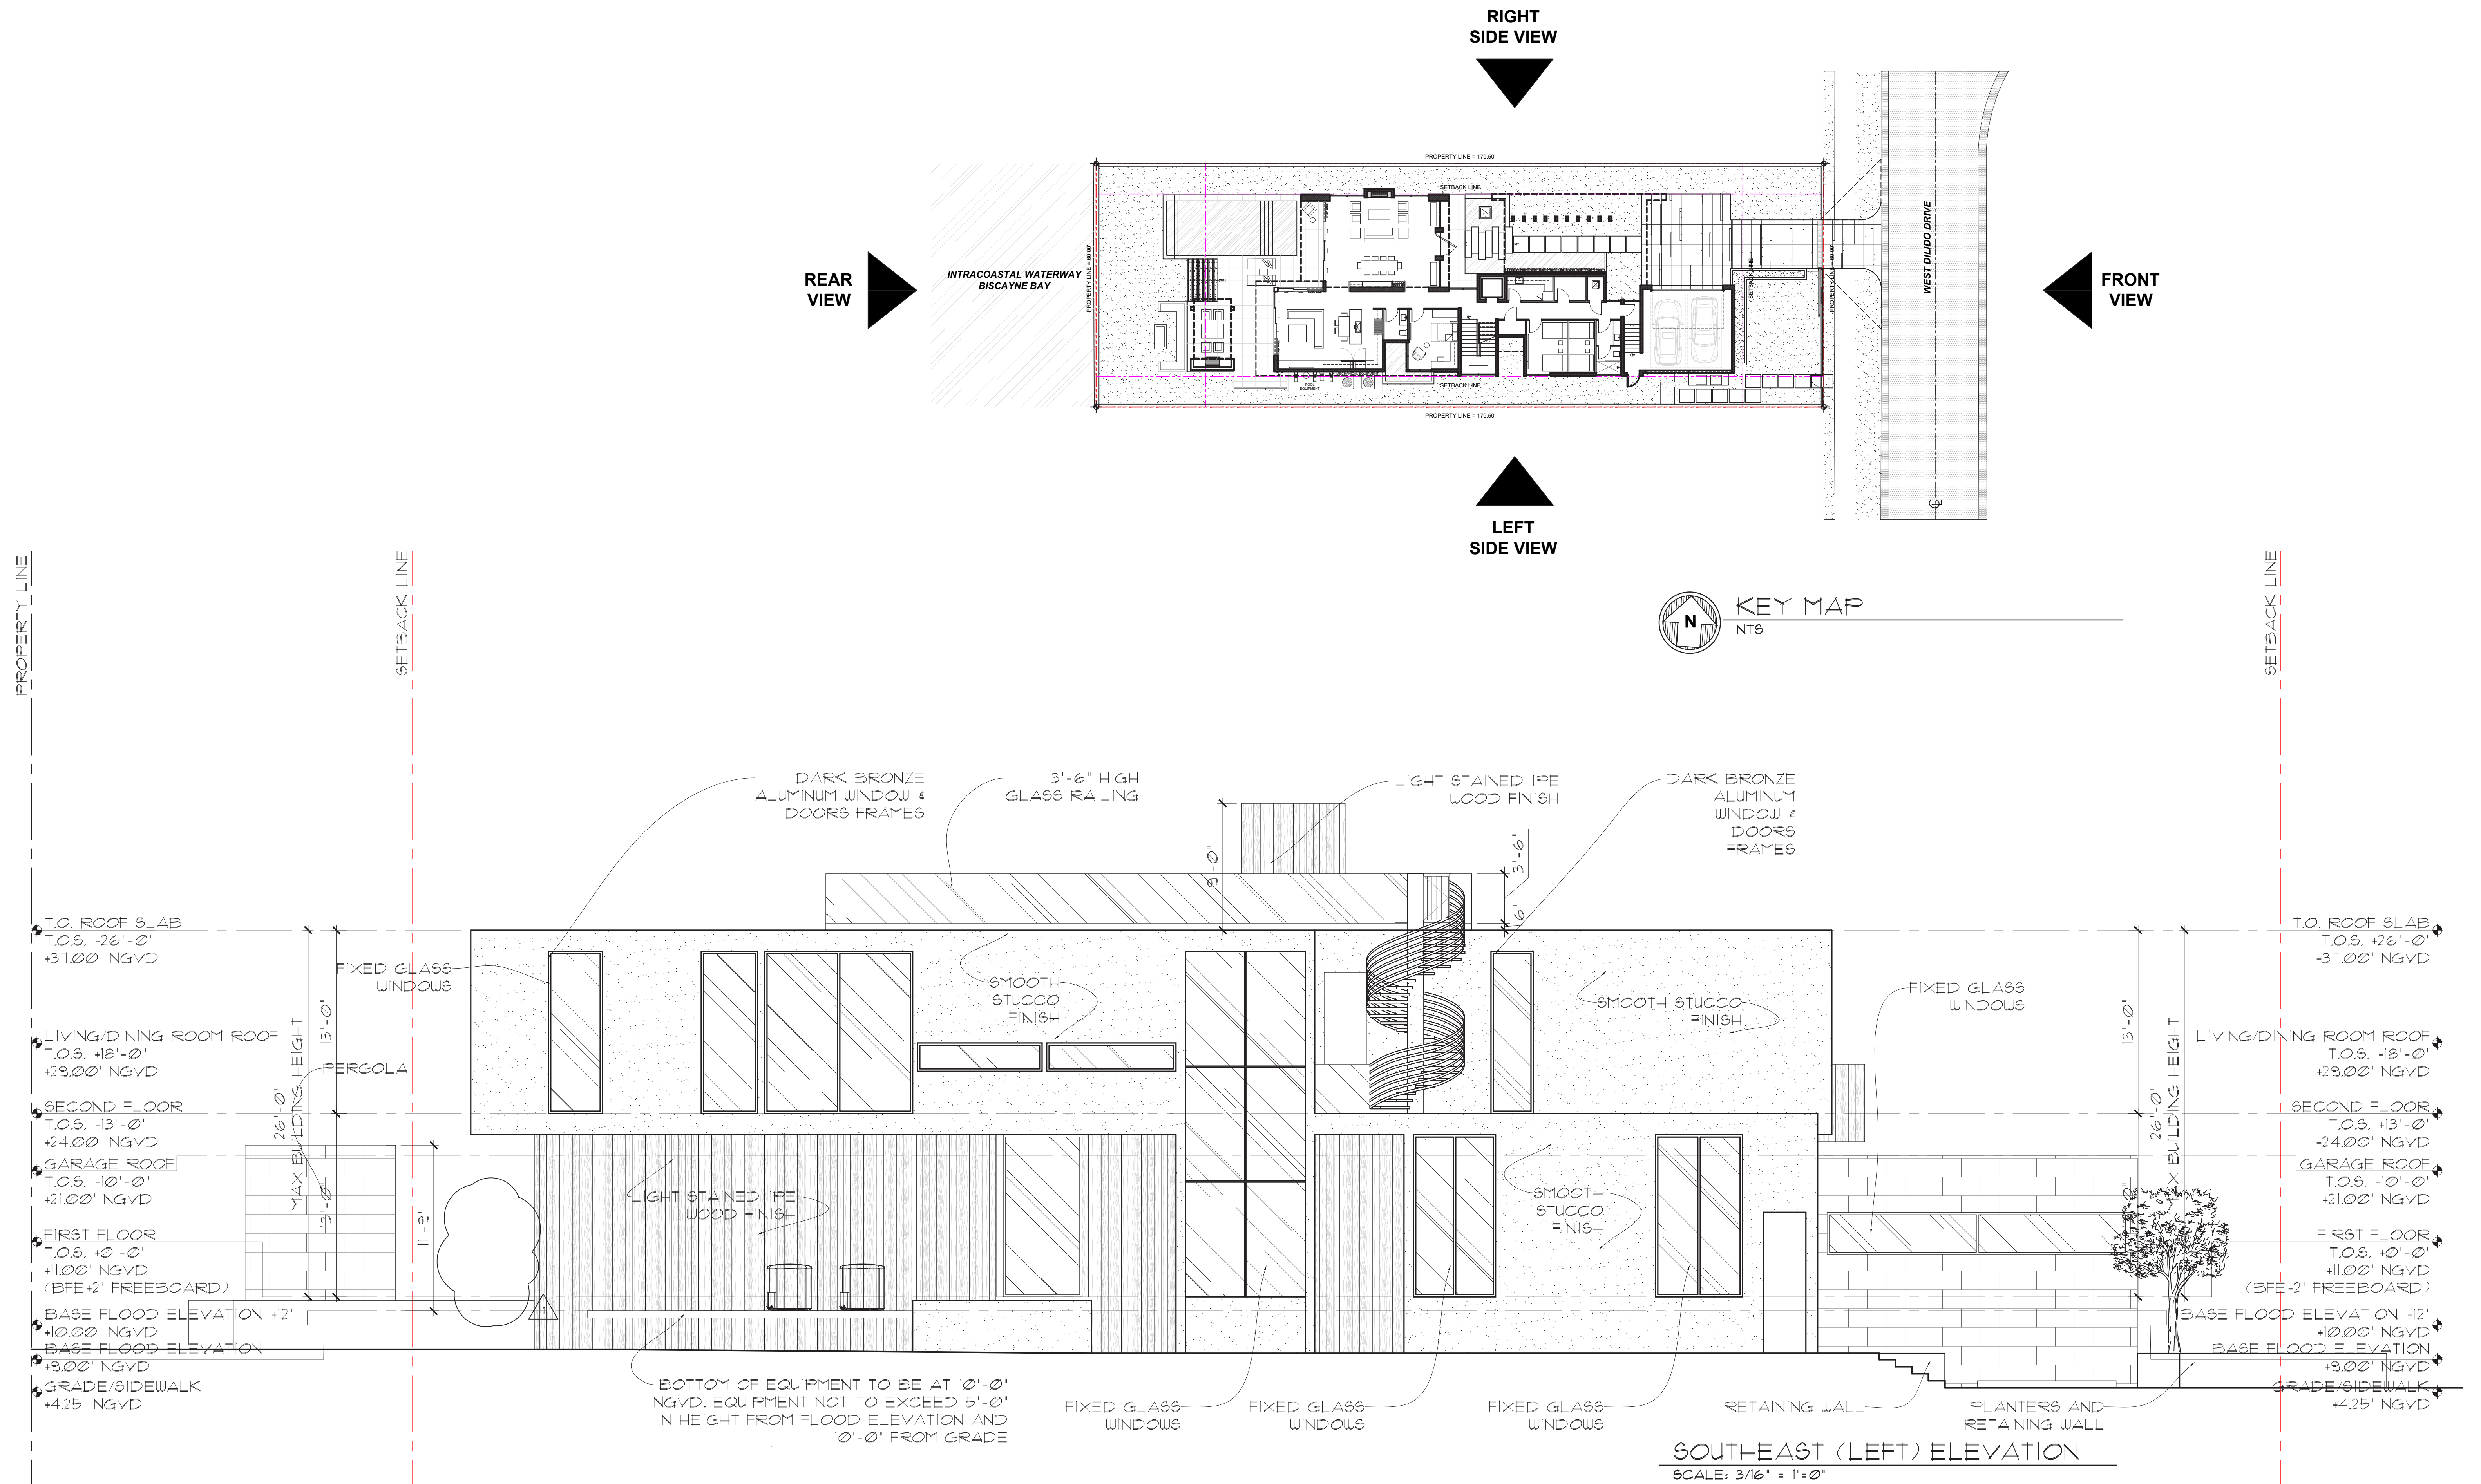 RIGHT
SIDE VIEW
PROPERTY LINE = 179.50'
SETBACK LINE
REAR
VIEW
INTRACOASTAL WATERWAY
BISCAYNE BAY
PROPERTY LINE = 60.00'
SETBACK LINE
PROPERTY LINE = 60.00'
WEST DILIDO DRIVE
FRONT
VIEW
POOL
EQUIPMENT
SETBACK LINE
PROPERTY LINE = 179.50'
LEFT
SIDE VIEW
N
KEY MAP
NTS
PROPERTY LINE
SETBACK LINE
SETBACK LINE
DARK BRONZE
ALUMINUM WINDOW &
DOORS FRAMES
3'-6" HIGH
GLASS RAILING
LIGHT STAINED IPE
WOOD FINISH
DARK BRONZE
ALUMINUM
WINDOW &
DOORS
FRAMES
9'-0"
3'-6"
6"
T.O. ROOF SLAB
T.O.S. +26'-0"
+37.00' NGVD
FIXED GLASS
WINDOWS
SMOOTH
STUCCO
FINISH
SMOOTH STUCCO
FINISH
FIXED GLASS
WINDOWS
T.O. ROOF SLAB
T.O.S. +26'-0"
+37.00' NGVD
LIVING/DINING ROOM ROOF
T.O.S. +18'-0"
+29.00' NGVD
PERGOLA
26'-0"
MAX BUILDING HEIGHT
13'-0"
13'-0"
11'-9"
SECOND FLOOR
T.O.S. +13'-0"
+24.00' NGVD
GARAGE ROOF
T.O.S. +10'-0"
+21.00' NGVD
FIRST FLOOR
T.O.S. +0'-0"
+11.00' NGVD
(BFE+2' FREEBOARD)
BASE FLOOD ELEVATION +12"
+10.00' NGVD
BASE FLOOD ELEVATION
+9.00' NGVD
GRADE/SIDEWALK
+4.25' NGVD
LIGHT STAINED IPE
WOOD FINISH
1
SMOOTH
STUCCO
FINISH
13'-0"
26'-0"
MAX BUILDING HEIGHT
LIVING/DINING ROOM ROOF
T.O.S. +18'-0"
+29.00' NGVD
SECOND FLOOR
T.O.S. +13'-0"
+24.00' NGVD
GARAGE ROOF
T.O.S. +10'-0"
+21.00' NGVD
FIRST FLOOR
T.O.S. +0'-0"
+11.00' NGVD
(BFE+2' FREEBOARD)
BASE FLOOD ELEVATION +12"
+10.00' NGVD
BASE FLOOD ELEVATION
+9.00' NGVD
GRADE/SIDEWALK
+4.25' NGVD
BOTTOM OF EQUIPMENT TO BE AT 10'-0"
NGVD. EQUIPMENT NOT TO EXCEED 5'-0"
IN HEIGHT FROM FLOOD ELEVATION AND
10'-0" FROM GRADE
FIXED GLASS
WINDOWS
FIXED GLASS
WINDOWS
FIXED GLASS
WINDOWS
RETAINING WALL
PLANTERS AND
RETAINING WALL
SOUTHEAST (LEFT) ELEVATION
SCALE: 3/16" = 1'=0"